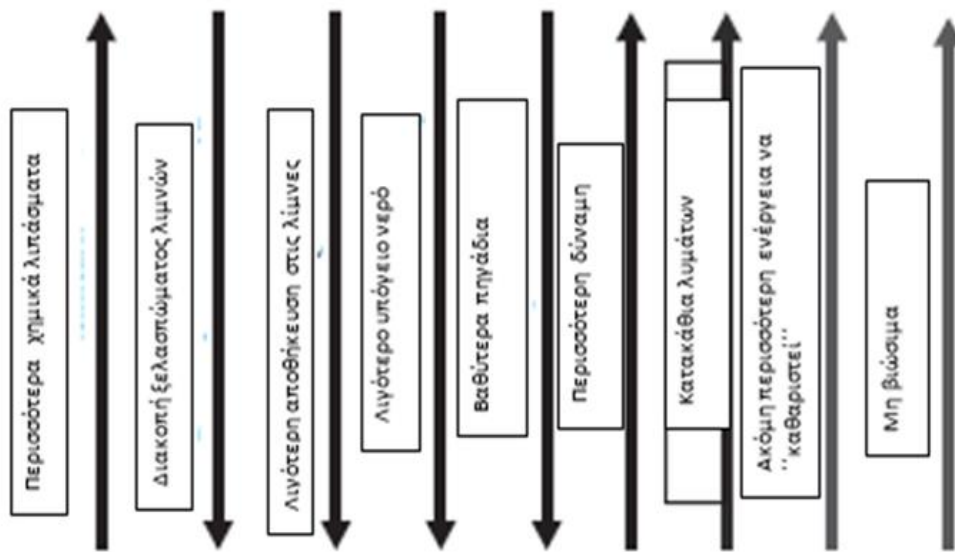 Περισσότερα χημικά λιπάσματα
Διακοπή ξελασπώματος λιμνών
Λιγότερη αποθήκευση στις λίμνες
Λιγότερο υπόγειο νερό
Βαθύτερα πηγάδια
Περισσότερη δύναμη
Κατακάθια λυμάτων
Ακόμη περισσότερη ενέργεια να
΄΄καθαριστεί΄΄
Μη βιώσιμα